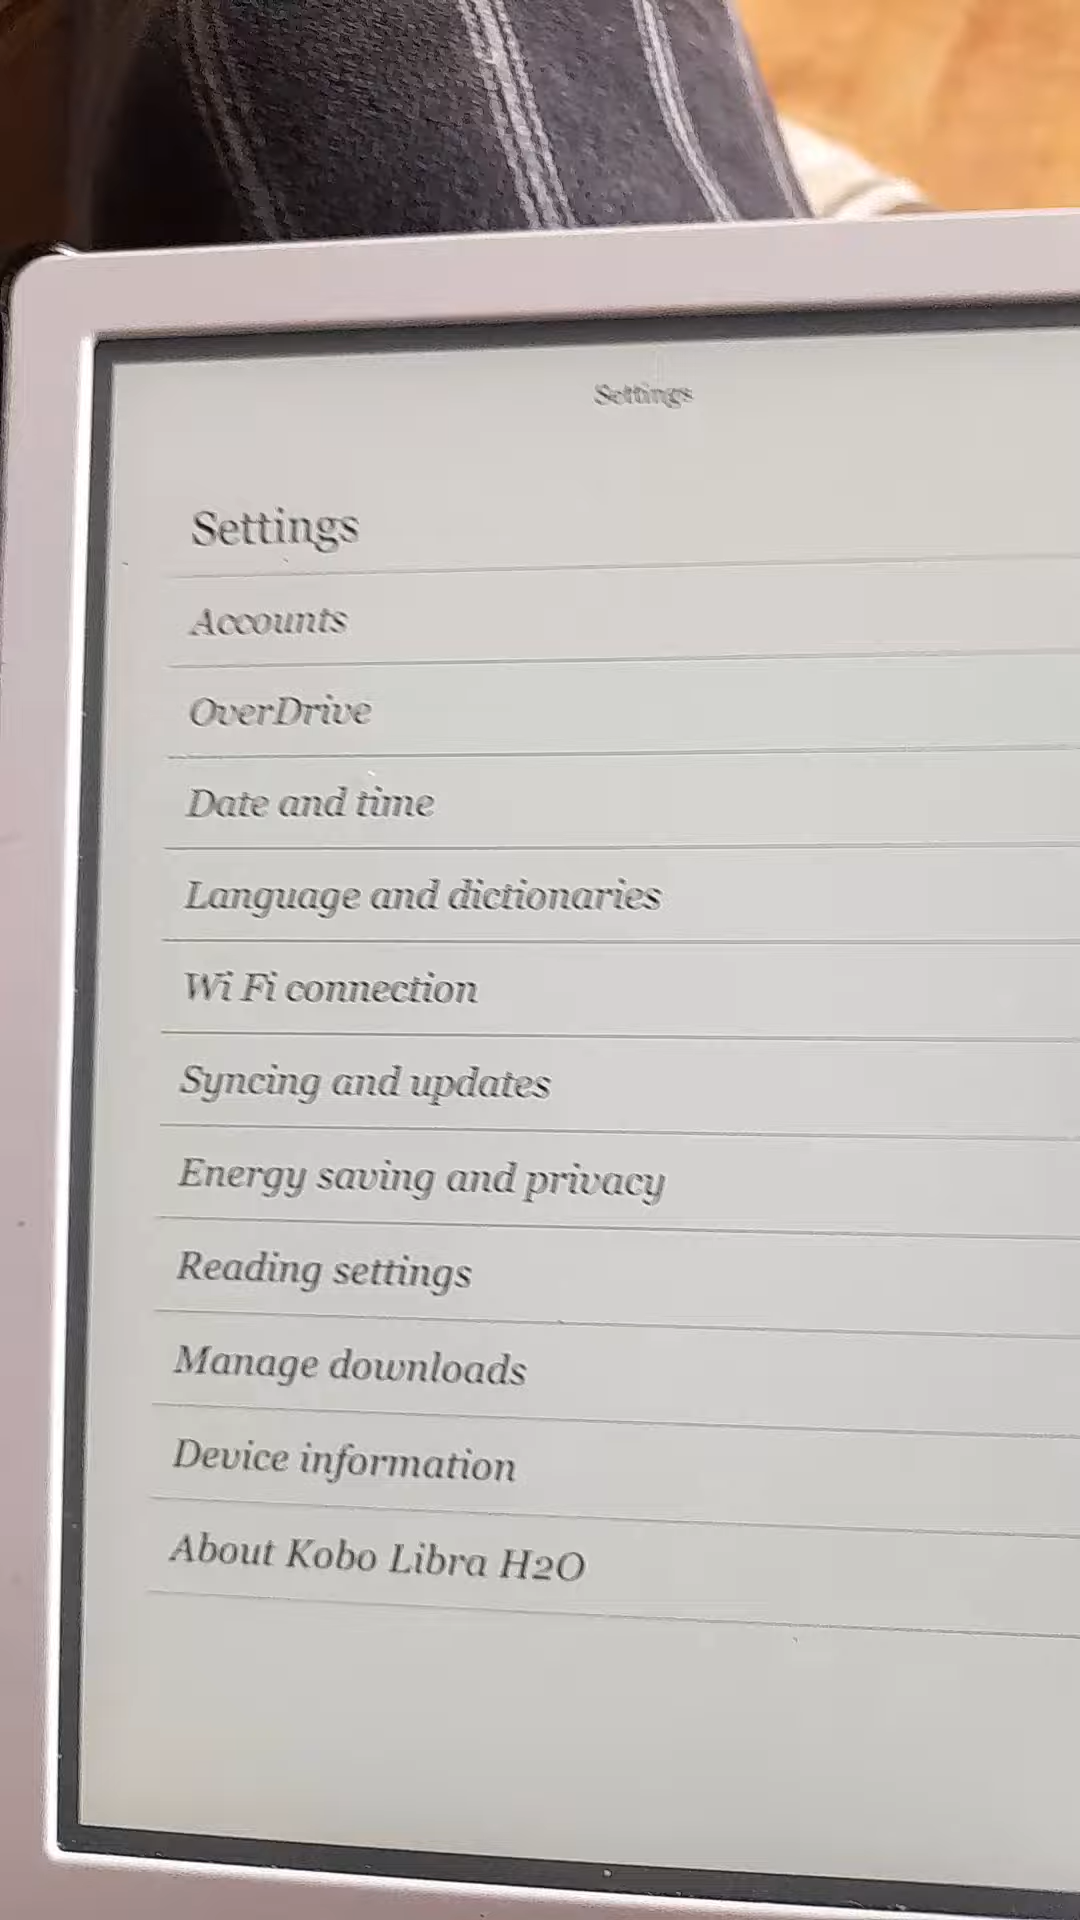 Settings
Settings
Accounts
OverDrive
Date and time
Language and dictionaries
Wi Fi connection
Syncing and updates
Energy saving and privacy
Reading settings
Manage downloads
Device information
About Kobo Libra H2O